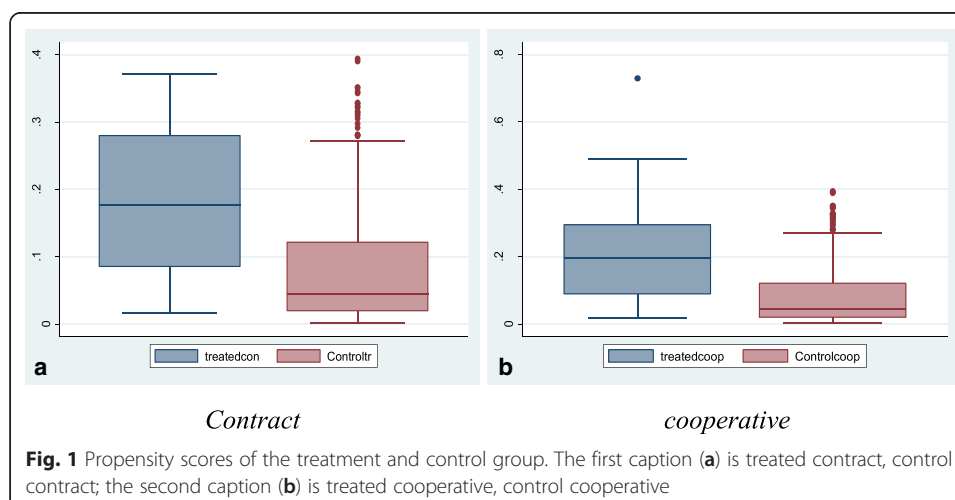 .4
.3
.2
.1
0
treatedcon Controltr
a
.8
.6
.4
.2
0
treatedcoop Controlcoop
b
Contract
cooperative
Fig. 1 Propensity scores of the treatment and control group. The first caption (a) is treated contract, control
contract; the second caption (b) is treated cooperative, control cooperative